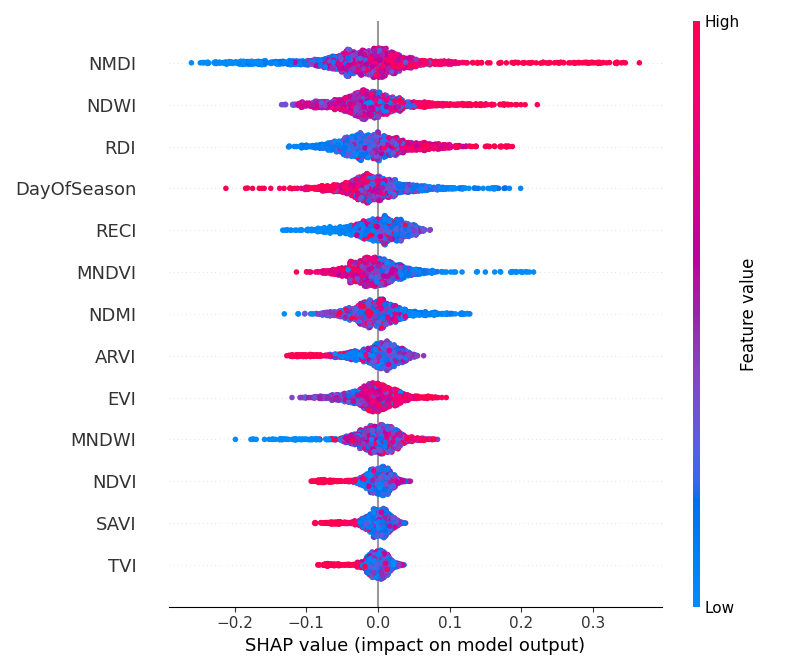 High
NMDI
NDWI
RDI
DayOfSeason
RECI
MNDVI
NDMI
ARVI
EVI
MNDWI
NDVI
SAVI
TVI
Feature value
Low
−0.2 −0.1 0.0 0.1 0.2 0.3
SHAP value (impact on model output)